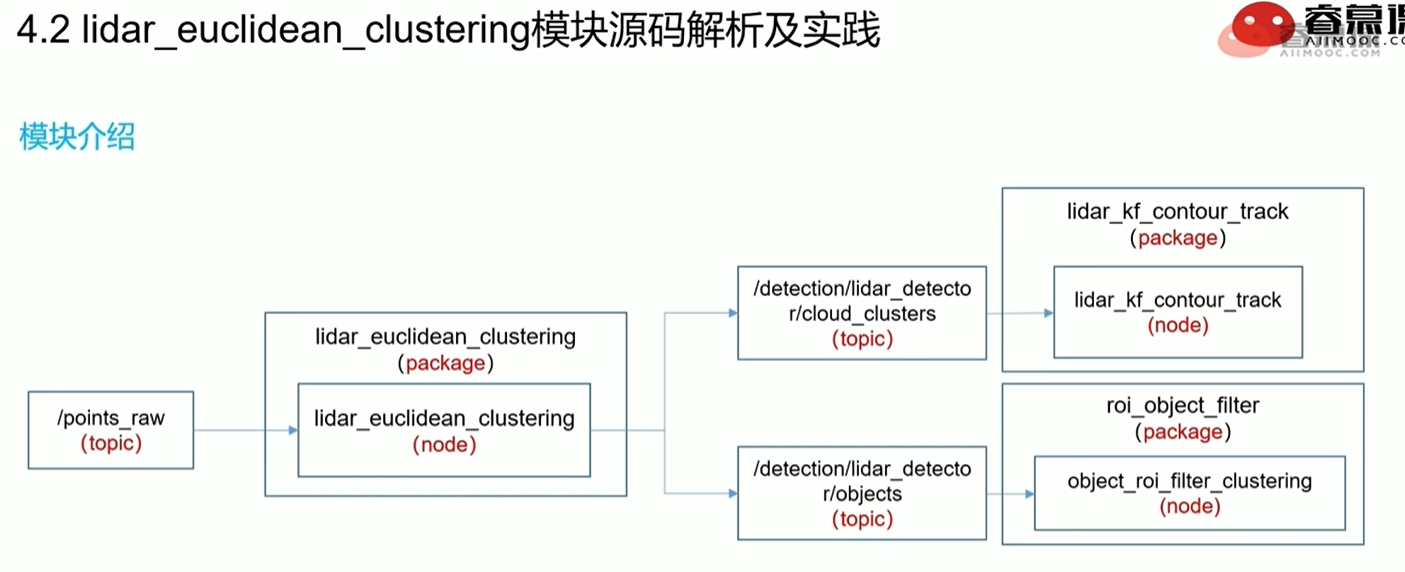 4.2 lidar_euclidean_clustering模块源码解析及实践
睿慕课
AIIMOOC.COM
模块介绍
/points_raw
(topic)
lidar_euclidean_clustering
(package)
lidar_euclidean_clustering
(node)
/detection/lidar_detecto
r/cloud_clusters
(topic)
/detection/lidar_detecto
r/objects
(topic)
lidar_kf_contour_track
(package)
lidar_kf_contour_track
(node)
roi_object_filter
(package)
object_roi_filter_clustering
(node)